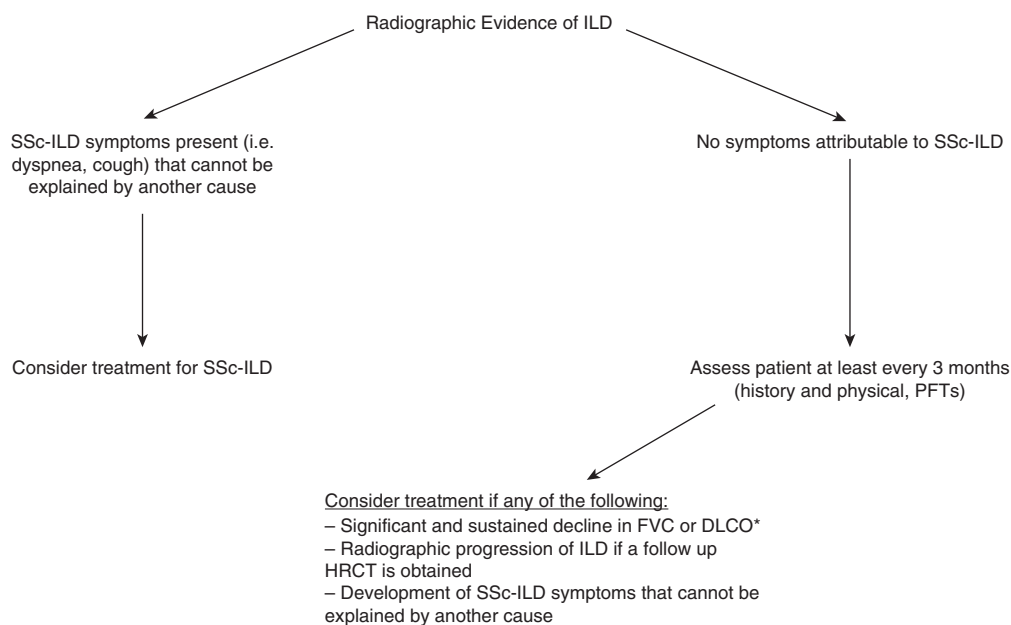 Radiographic Evidence of ILD
SSc-ILD symptoms present (i.e.
dyspnea, cough) that cannot be
explained by another cause
No symptoms attributable to SSc-ILD
Consider treatment for SSc-ILD
Assess patient at least every 3 months
(history and physical, PFTs)
Consider treatment if any of the following:
– Significant and sustained decline in FVC or DLCO*
– Radiographic progression of ILD if a follow up
HRCT is obtained
– Development of SSc-ILD symptoms that cannot be
explained by another cause